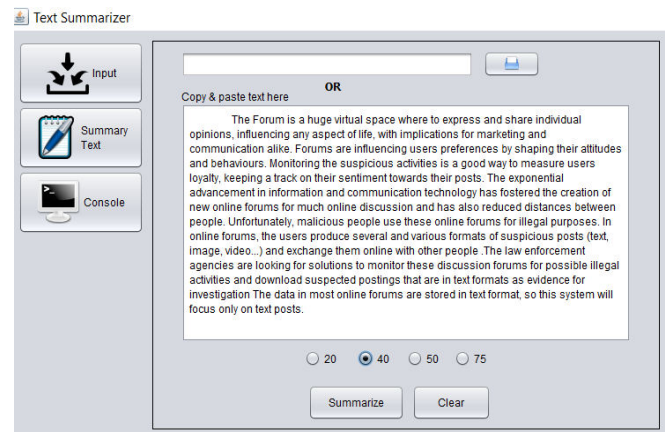 Text Summarizer
Input
OR
Copy & paste text here
The Forum is a huge virtual space where to express and share individual
opinions, influencing any aspect of life, with implications for marketing and
communication alike. Forums are influencing users preferences by shaping their attitudes
and behaviours. Monitoring the suspicious activities is a good way to measure users
loyalty, keeping a track on their sentiment towards their posts. The exponential
advancement in information and communication technology has fostered the creation of
new online forums for much online discussion and has also reduced distances between
people. Unfortunately, malicious people use these online forums for illegal purposes. In
online forums, the users produce several and various formats of suspicious posts (text,
image, video...) and exchange them online with other people .The law enforcement
agencies are looking for solutions to monitor these discussion forums for possible illegal
activities and download suspected postings that are in text formats as evidence for
investigation The data in most online forums are stored in text format, so this system will
focus only on text posts.
Summary
Text
Console
20 40 50 75
Summarize Clear